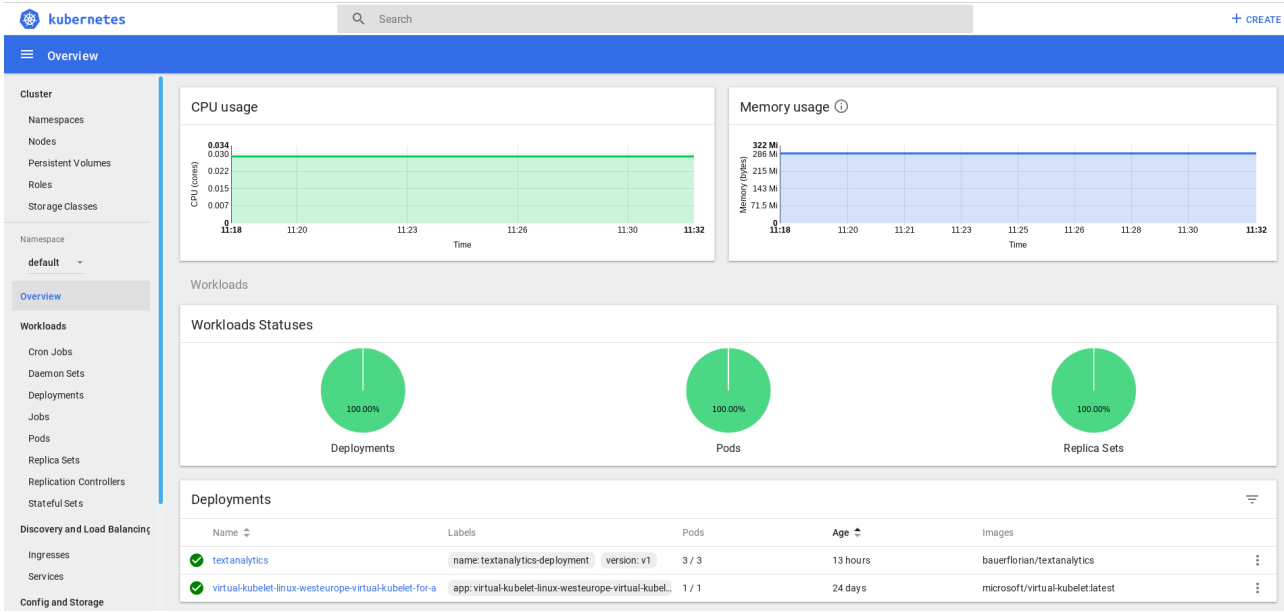 kubernetes
Search
+ CREATE
Overview
Cluster
Namespaces
Nodes
Persistent Volumes
Roles
Storage Classes
Namespace
default
Overview
Workloads
Cron Jobs
Daemon Sets
Deployments
Jobs
Pods
Replica Sets
Replication Controllers
Stateful Sets
Discovery and Load Balancing
Ingresses
Services
Config and Storage
CPU usage
CPU (cores)
0.034
0.030
0.022
0.015
0.007
0
11:18 11:20 11:23 11:26 11:30 11:32
Time
Memory usage
Memory (bytes)
322 Mi
286 Mi
215 Mi
143 Mi
71.5 Mi
0
11:18 11:20 11:21 11:23 11:25 11:26 11:28 11:30 11:32
Time
Workloads
Workloads Statuses
100.00% 100.00% 100.00%
Deployments Pods Replica Sets
Deployments
Name Labels Pods Age Images
textanalytics name: textanalytics-deployment version: v1 3 / 3 13 hours bauerflorian/textanalytics
virtual-kubelet-linux-westeurope-virtual-kubelet-for-a app: virtual-kubelet-linux-westeurope-virtual-kubel... 1 / 1 24 days microsoft/virtual-kubelet:latest